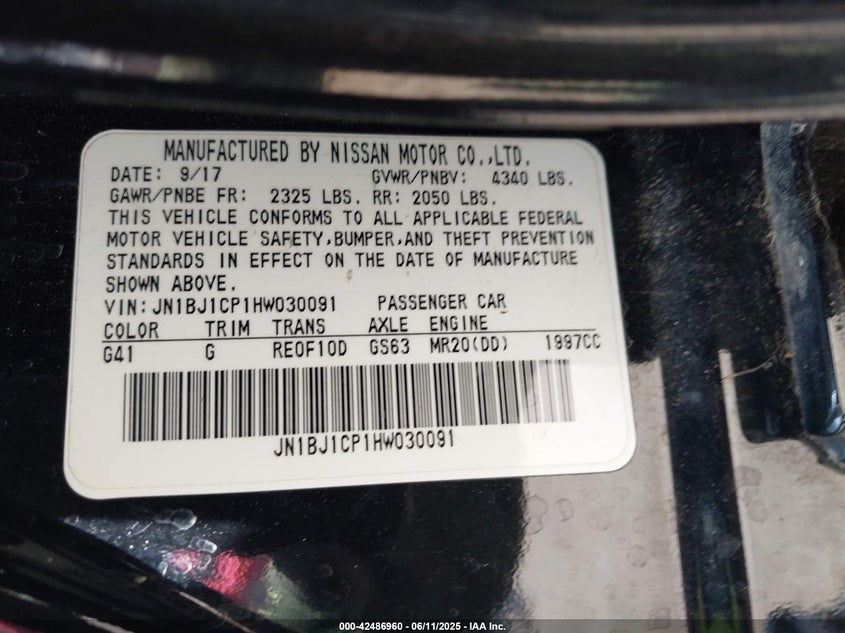 MANUFACTURED BY NISSAN MOTOR CO.,LTD.
DATE: 9/17 GVWR/PNBV: 4340 LBS.
GAWR/PNBE FR: 2325 LBS. RR: 2050 LBS.
THIS VEHICLE CONFORMS TO ALL APPLICABLE FEDERAL
MOTOR VEHICLE SAFETY,BUMPER,AND THEFT PREVENTION
STANDARDS IN EFFECT ON THE DATE OF MANUFACTURE
SHOWN ABOVE.
VIN:JN1BJ1CP1HW030091 PASSENGER CAR
COLOR TRIM TRANS AXLE ENGINE
G41 G RE0F10D GS63 MR20(DD) 1997CC
JN1BJ1CP1HW030091
000-42486960 - 06/11/2025 - IAA Inc.